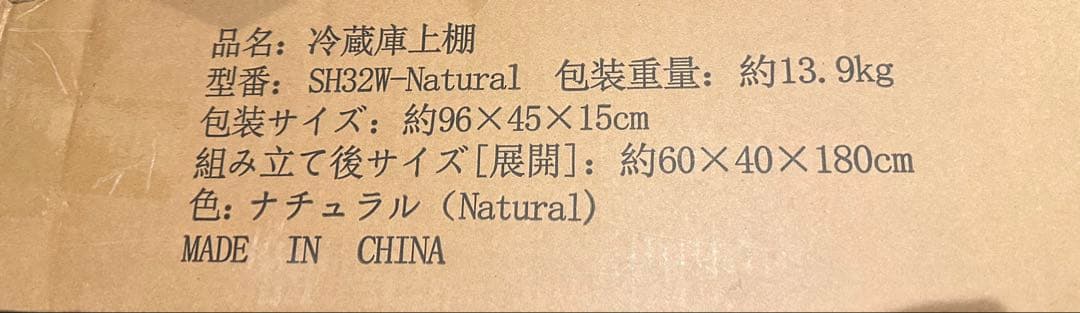 品名：冷蔵庫上棚
型番：SH32W-Natural 包装重量：約13.9kg
包装サイズ：約96×45×15cm
組み立て後サイズ[展開]：約60×40×180cm
色：ナチュラル（Natural)
MADE IN CHINA